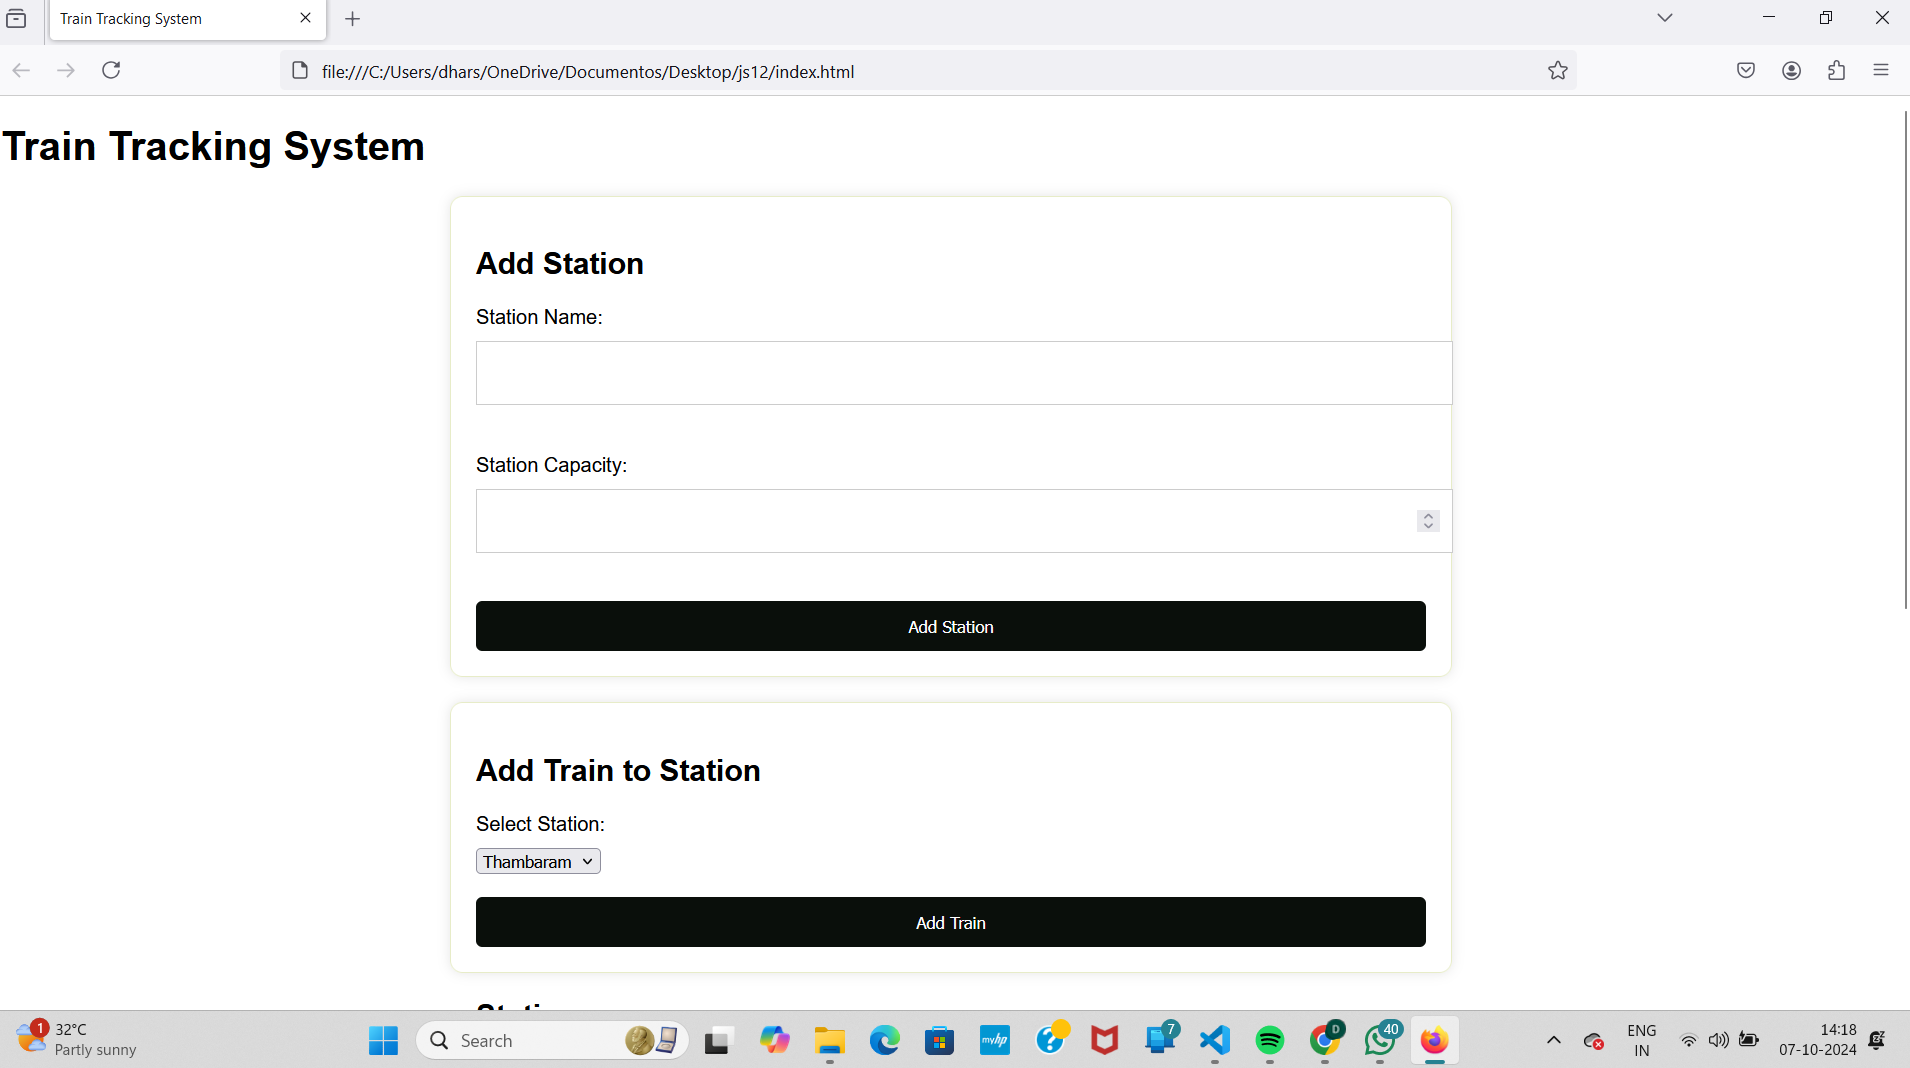 Train Tracking System
file:///C:/Users/dhars/OneDrive/Documentos/Desktop/js12/index.html
Train Tracking System
Add Station
Station Name:
Station Capacity:
Add Station
Add Train to Station
Select Station:
Thambaram
Add Train
1
32°C
Partly sunny
Search
myhp
7
D
40
ENG
IN
14:18
07-10-2024